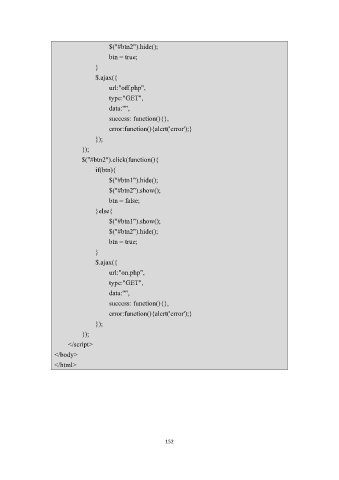 $("#btn2").hide();
btn = true;
}
$.ajax({
url:"off.php",
type:"GET",
data:"",
success: function(){},
error:function(){alert('error');}
});
});
$("#btn2").click(function(){
if(btn){
$("#btn1").hide();
$("#btn2").show();
btn = false;
}else{
$("#btn1").show();
$("#btn2").hide();
btn = true;
}
$.ajax({
url:"on.php",
type:"GET",
data:"",
success: function(){},
error:function(){alert('error');}
});
});
</script>
</body>
</html>
152